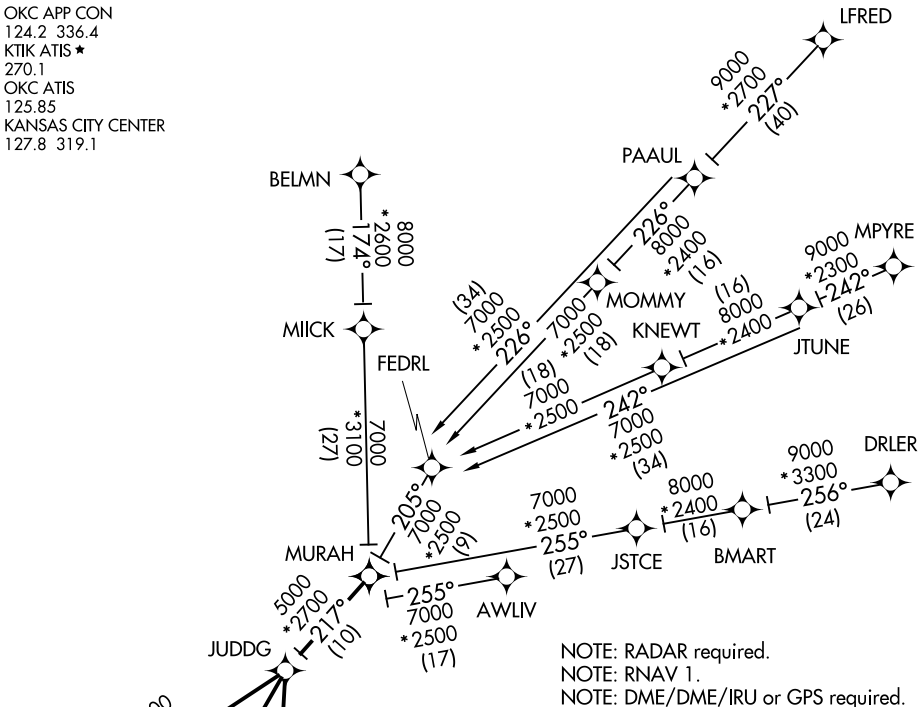 OKC APP CON
124.2 336.4
KTIK ATIS ★
270.1
OKC ATIS
125.85
KANSAS CITY CENTER
127.8 319.1
LFRED
9000
*2700
227°
(40)
PAAUL
226°
8000
*2400
(16)
BELMN
8000
*2600
174°
(17)
MPYRE
9000
*2300
242°
(26)
MOMMY
(34)
7000
*2500
226°
7000
*2500
(18)
(16)
8000
*2400
JTUNE
MIICK
KNEWT
FEDRL
(18)
7000
*2500
242°
7000
*2500
(34)
7000
*3100
(27)
DRLER
9000
*3300
256°
(24)
205°
7000
*2500
(9)
7000
*2500
255°
(27)
JSTCE
8000
*2400
(16)
BMART
MURAH
255°
7000
*2500
(17)
AWLIV
5000
*2700
217°
(10)
JUDDG
NOTE: RADAR required.
NOTE: RNAV 1.
NOTE: DME/DME/IRU or GPS required.